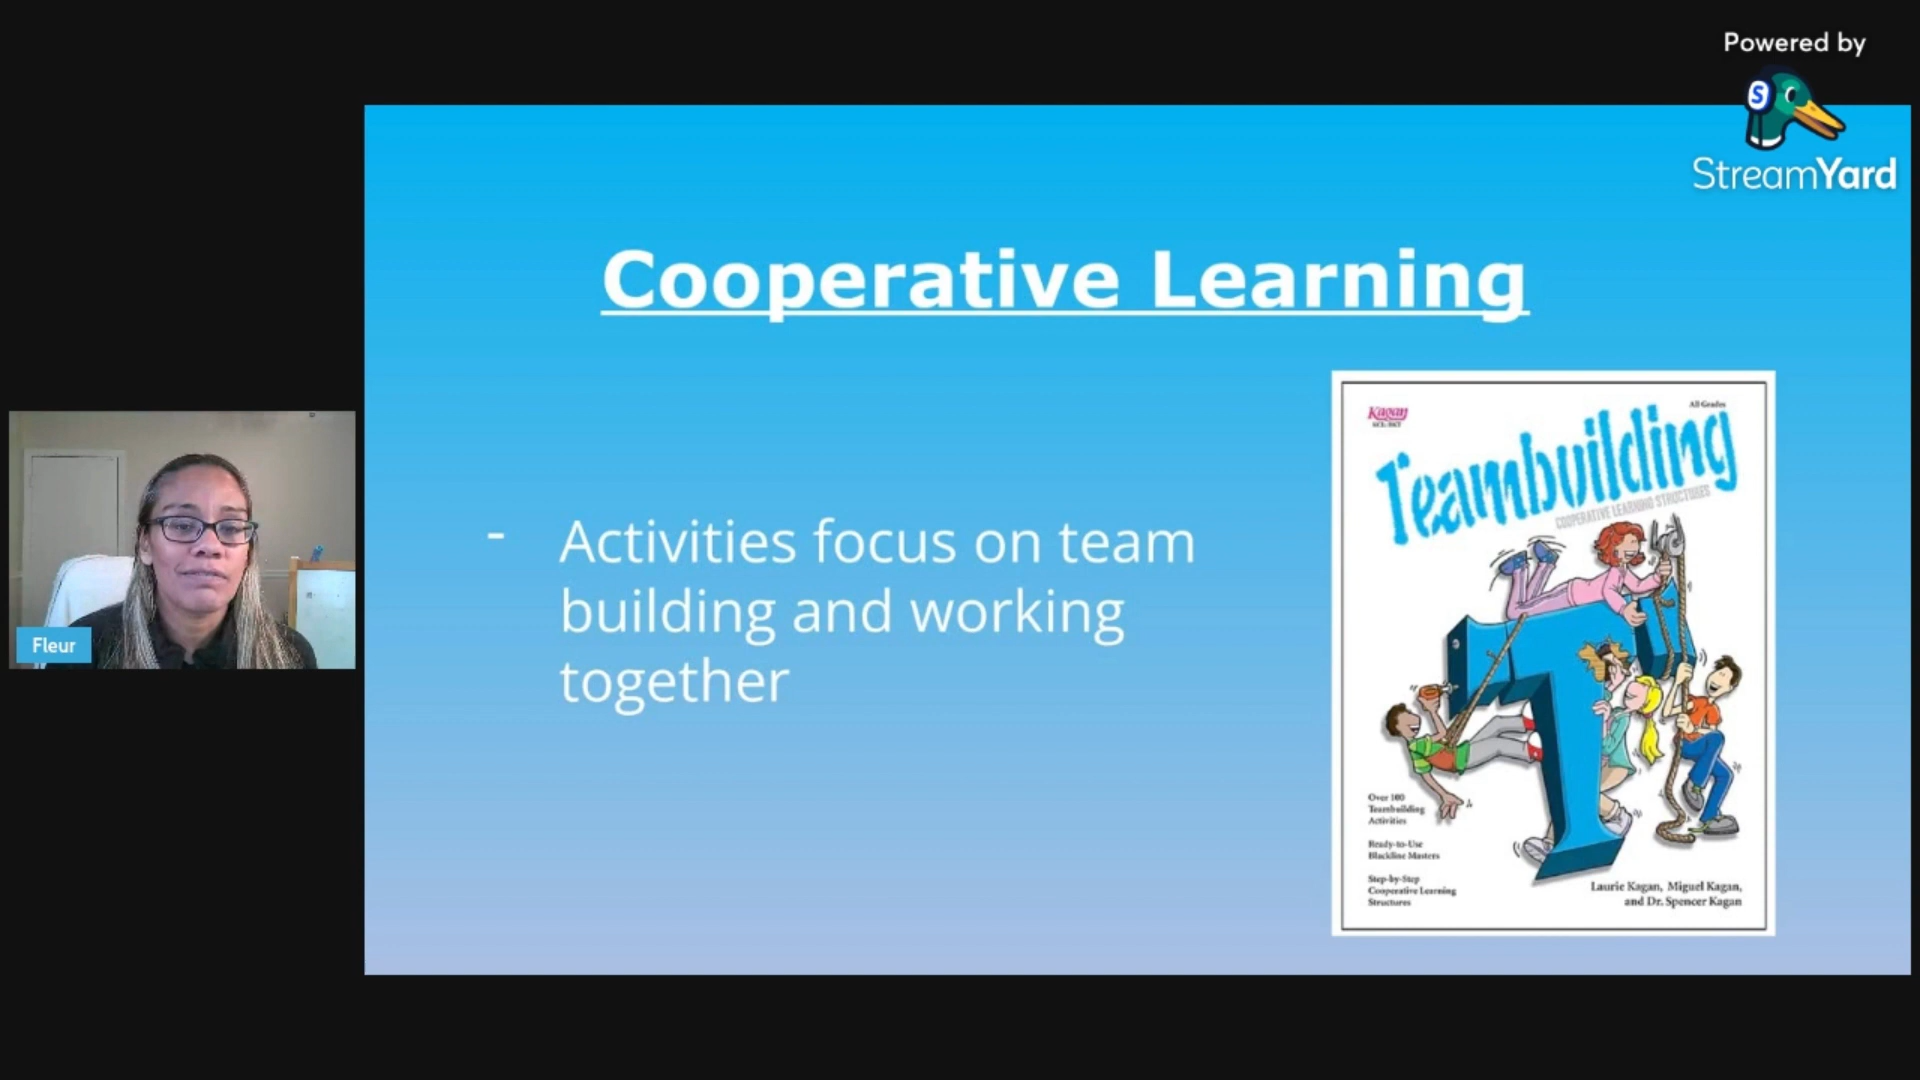 Powered by
S
StreamYard
Cooperative Learning
- Activities focus on team
building and working
together
Kagan
All Grades
Teambuilding
COOPERATIVE LEARNING STRUCTURES
Over 100
Teambuilding
Activities
Ready-to-Use
Blackline Masters
Step-by-Step
Cooperative Learning
Structures
Laurie Kagan, Miguel Kagan,
and Dr. Spencer Kagan
Fleur